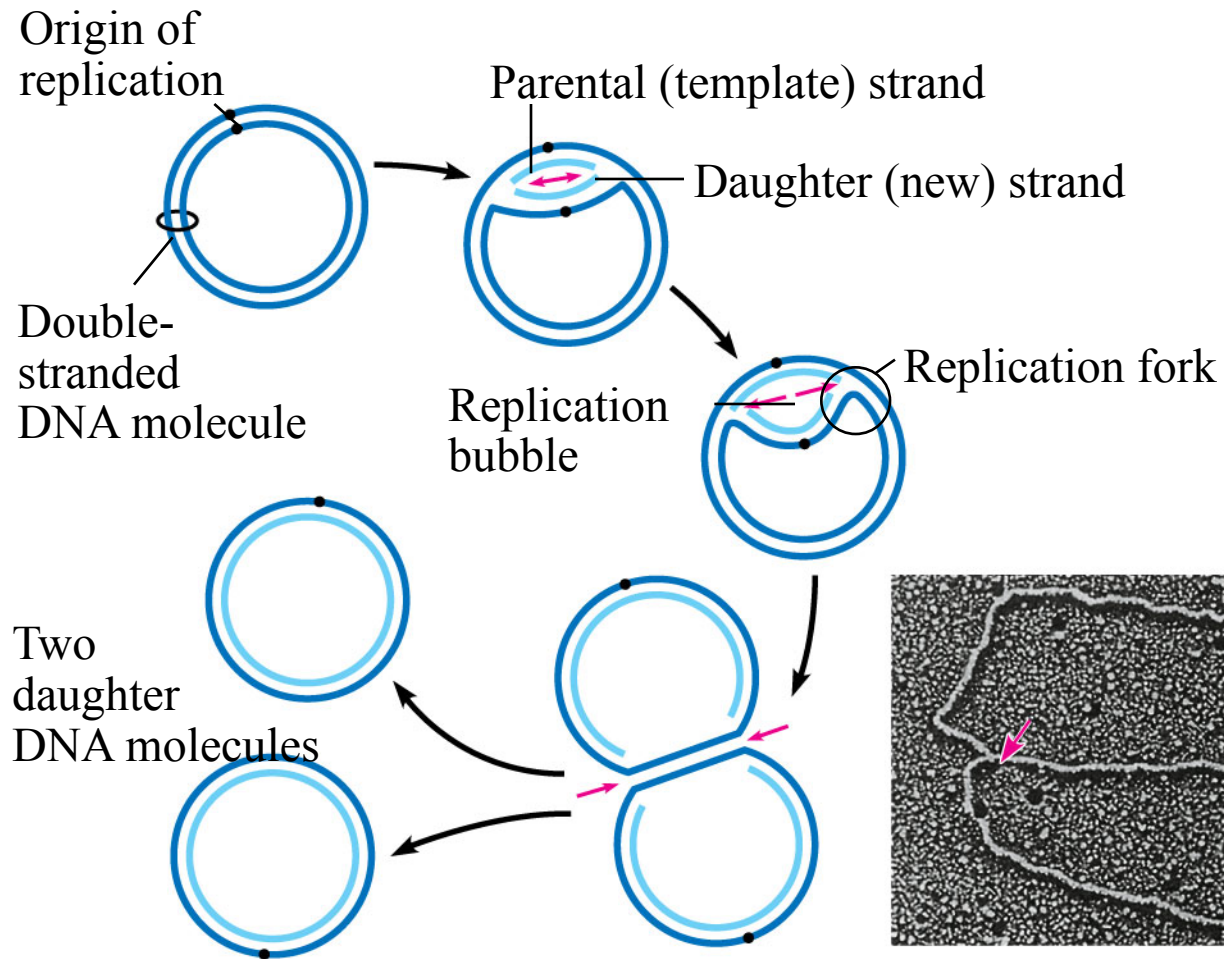 Origin of
replication
Parental (template) strand
Daughter (new) strand
Double-
stranded
DNA molecule
Replication fork
Replication
bubble
Two
daughter
DNA molecules